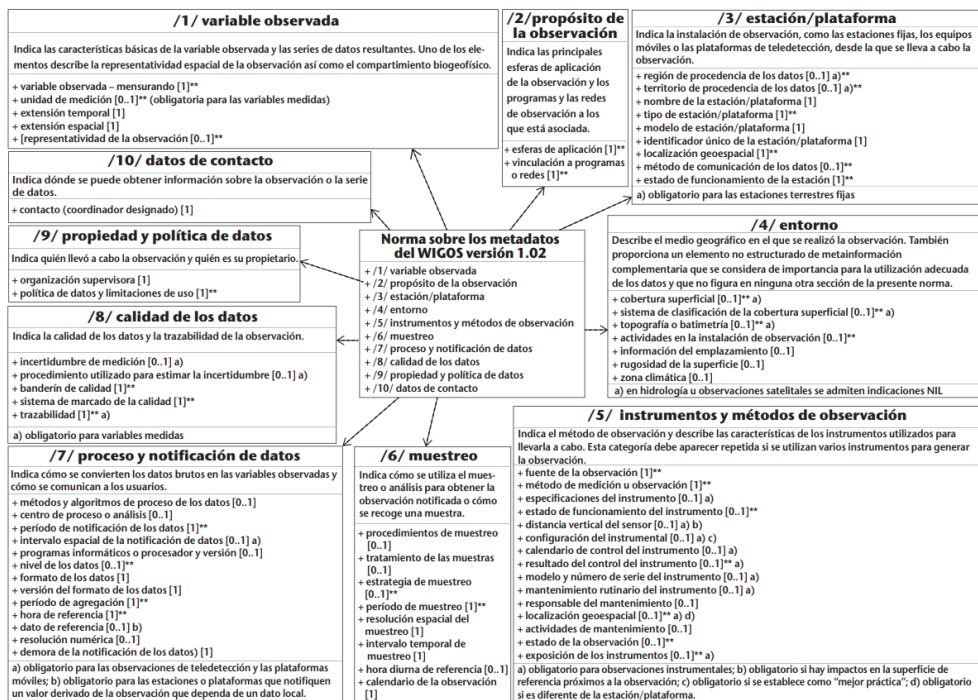 /1/ variable observada
Indica las características básicas de la variable observada y las series de datos resultantes. Uno de los ele-
mentos describe la representatividad espacial de la observación así como el compartimiento biogeofísico.
+ variable observada – mensurando [1]**
+ unidad de medición [0..1]** (obligatoria para las variables medidas)
+ extensión temporal [1]
+ extensión espacial [1]
+ [representatividad de la observación [0..1]**
/2/propósito de
la observación
Indica las principales
esferas de aplicación
de la observación y los
programas y las redes
de observación a los
que está asociada.
+ esferas de aplicación [1]**
+ vinculación a programas
o redes [1]**
/3/ estación/plataforma
Indica la instalación de observación, como las estaciones fijas, los equipos
móviles o las plataformas de teledetección, desde la que se lleva a cabo la
observación.
+ región de procedencia de los datos [0..1] a)**
+ territorio de procedencia de los datos [0..1] a)**
+ nombre de la estación/plataforma [1]
+ tipo de estación/plataforma [1]**
+ modelo de estación/plataforma [1]
+ identificador único de la estación/plataforma [1]
+ localización geoespacial [1]**
+ método de comunicación de los datos [0..1]**
+ estado de funcionamiento de la estación [1]**
a) obligatorio para las estaciones terrestres fijas
/10/ datos de contacto
Indica dónde se puede obtener información sobre la observación o la serie
de datos.
+ contacto (coordinador designado) [1]
/9/ propiedad y política de datos
Indica quién llevó a cabo la observación y quién es su propietario.
+ organización supervisora [1]
+ política de datos y limitaciones de uso [1]**
Norma sobre los metadatos
del WIGOS versión 1.02
+ /1/ variable observada
+ /2/ propósito de la observación
+ /3/ estación/plataforma
+ /4/ entorno
+ /5/ instrumentos y métodos de observación
+ /6/ muestreo
+ /7/ proceso y notificación de datos
+ /8/ calidad de los datos
+ /9/ propiedad y política de datos
+ /10/ datos de contacto
/4/ entorno
Describe el medio geográfico en el que se realizó la observación. También
proporciona un elemento no estructurado de metainformación
complementaria que se considera de importancia para la utilización adecuada
de los datos y que no figura en ninguna otra sección de la presente norma.
+ cobertura superficial [0..1]** a)
+ sistema de clasificación de la cobertura superficial [0..1]** a)
+ topografía o batimetría [0..1]** a)
+ actividades en la instalación de observación [0..1]**
+ información del emplazamiento [0..1]
+ rugosidad de la superficie [0..1]
+ zona climática [0..1]
a) en hidrología u observaciones satelitales se admiten indicaciones NIL
/8/ calidad de los datos
Indica la calidad de los datos y la trazabilidad de la observación.
+ incertidumbre de medición [0..1] a)
+ procedimiento utilizado para estimar la incertidumbre [0..1] a)
+ banderín de calidad [1]**
+ sistema de marcado de la calidad [1]**
+ trazabilidad [1]** a)
a) obligatorio para variables medidas
/7/ proceso y notificación de datos
Indica cómo se convierten los datos brutos en las variables observadas y
cómo se comunican a los usuarios.
+ métodos y algoritmos de proceso de los datos [0..1]
+ centro de proceso o análisis [0..1]
+ período de notificación de los datos [1]**
+ intervalo espacial de la notificación de datos [0..1] a)
+ programas informáticos o procesador y versión [0..1]
+ nivel de los datos [0..1]**
+ formato de los datos [1]
+ versión del formato de los datos [1]
+ período de agregación [1]**
+ hora de referencia [1]**
+ dato de referencia [0..1] b)
+ resolución numérica [0..1]
+ demora de la notificación de los datos) [1]
a) obligatorio para las observaciones de teledetección y las plataformas
móviles; b) obligatorio para las estaciones o plataformas que notifiquen
un valor derivado de la observación que dependa de un dato local.
/6/ muestreo
Indica cómo se utiliza el mues-
treo o análisis para obtener la
observación notificada o cómo
se recoge una muestra.
+ procedimientos de muestreo
[0..1]
+ tratamiento de las muestras
[0..1]
+ estrategia de muestreo
[0..1]**
+ período de muestreo [1]**
+ resolución espacial del
muestreo [1]
+ intervalo temporal de
muestreo [1]
+ hora diurna de referencia [0..1]
+ calendario de la observación
[1]
/5/ instrumentos y métodos de observación
Indica el método de observación y describe las características de los instrumentos utilizados para
llevarla a cabo. Esta categoría debe aparecer repetida si se utilizan varios instrumentos para generar
la observación.
+ fuente de la observación [1]**
+ método de medición u observación [1]**
+ especificaciones del instrumento [0..1] a)
+ estado de funcionamiento del instrumento [0..1]**
+ distancia vertical del sensor [0..1] a) b)
+ configuración del instrumental [0..1] a) c)
+ calendario de control del instrumento [0..1] a)
+ resultado del control del instrumento [0..1]** a)
+ modelo y número de serie del instrumento [0..1] a)
+ mantenimiento rutinario del instrumento [0..1] a)
+ responsable del mantenimiento [0..1]
+ localización geoespacial [0..1]** a) d)
+ actividades de mantenimiento [0..1]
+ estado de la observación [0..1]**
+ exposición de los instrumentos [0..1]** a)
a) obligatorio para observaciones instrumentales; b) obligatorio si hay impactos en la superficie de
referencia próximos a la observación; c) obligatorio si se establece como “mejor práctica”; d) obligatorio
si es diferente de la estación/plataforma.